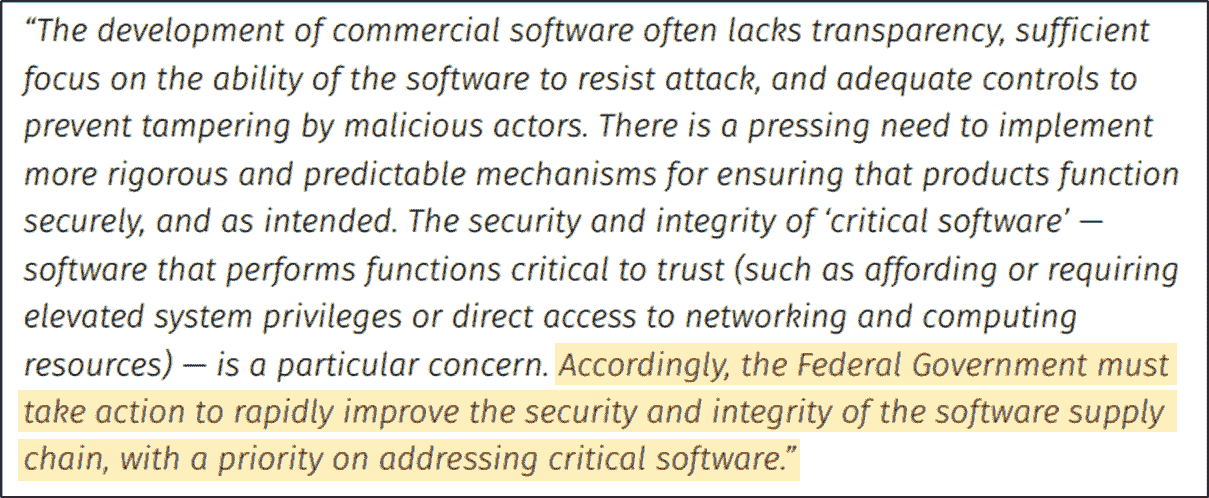 “The development of commercial software often lacks transparency, sufficient
focus on the ability of the software to resist attack, and adequate controls to
prevent tampering by malicious actors. There is a pressing need to implement
more rigorous and predictable mechanisms for ensuring that products function
securely, and as intended. The security and integrity of ‘critical software’ —
software that performs functions critical to trust (such as affording or requiring
elevated system privileges or direct access to networking and computing
resources) — is a particular concern. Accordingly, the Federal Government must
take action to rapidly improve the security and integrity of the software supply
chain, with a priority on addressing critical software.”